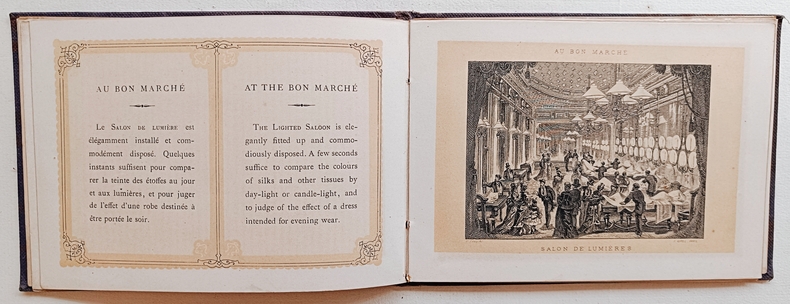 AU BON MARCHÉ
Le Salon de lumière est
élégamment installé et com-
modément disposé. Quelques
instants suffisent pour compa-
rer la teinte des étoffes au jour
et aux lumières, et pour juger
de l'effet d'une robe destinée à
être portée le soir.
AT THE BON MARCHÉ
The Lighted Saloon is ele-
gantly fitted up and commo-
diously disposed. A few seconds
suffice to compare the colours
of silks and other tissues by
day-light or candle-light, and
to judge of the effect of a dress
intended for evening wear.
AU BON MARCHÉ
SALON DE LUMIÈRES